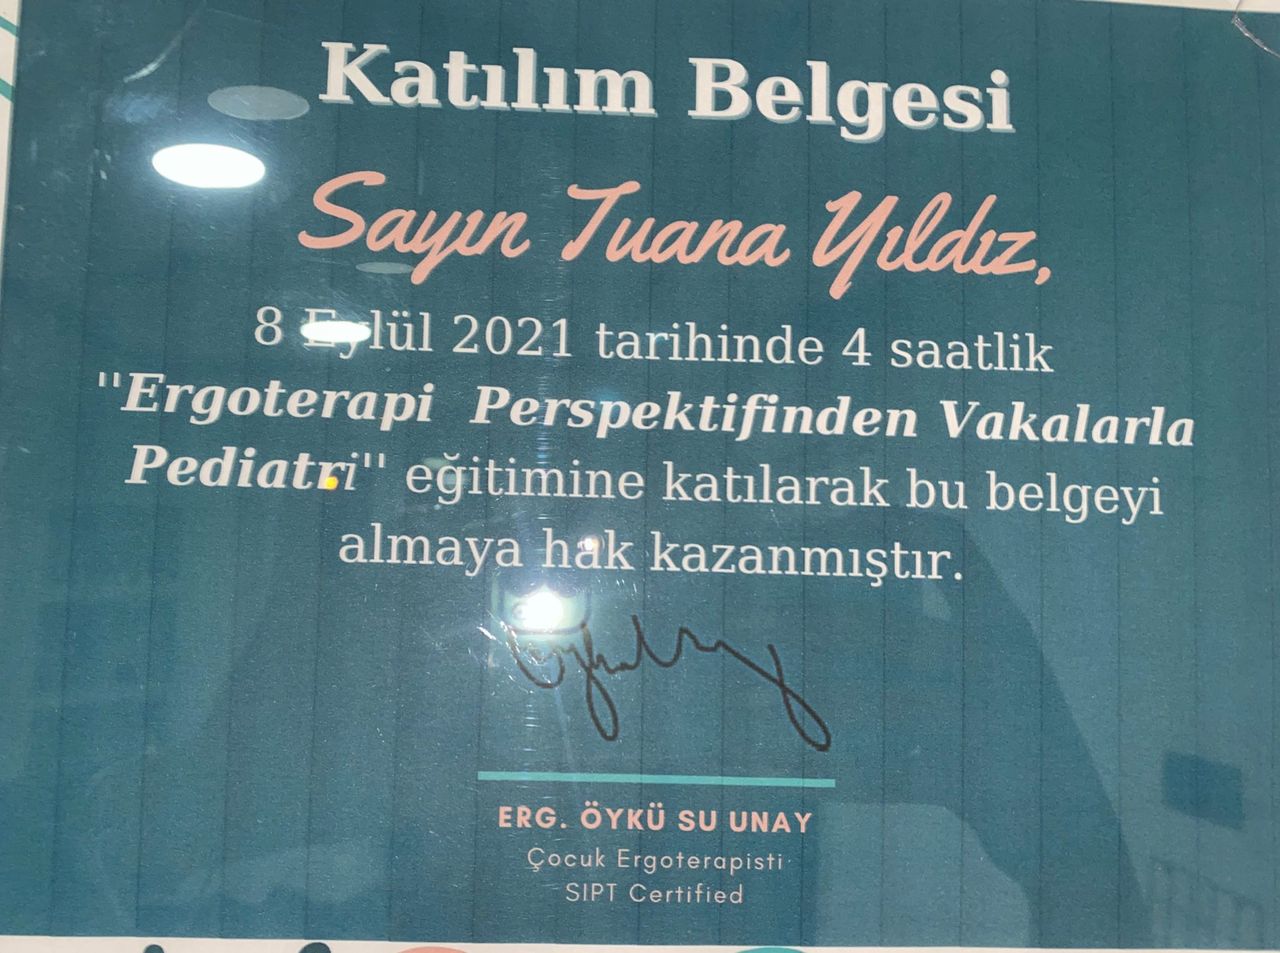 Katılım Belgesi
Sayın Tuana Yıldız,
8 Eylül 2021 tarihinde 4 saatlik
"Ergoterapi Perspektifinden Vakalarla
Pediatri" eğitimine katılarak bu belgeyi
almaya hak kazanmıştır.
ERG. ÖYKÜ SU UNAY
Çocuk Ergoterapisti
SIPT Certified